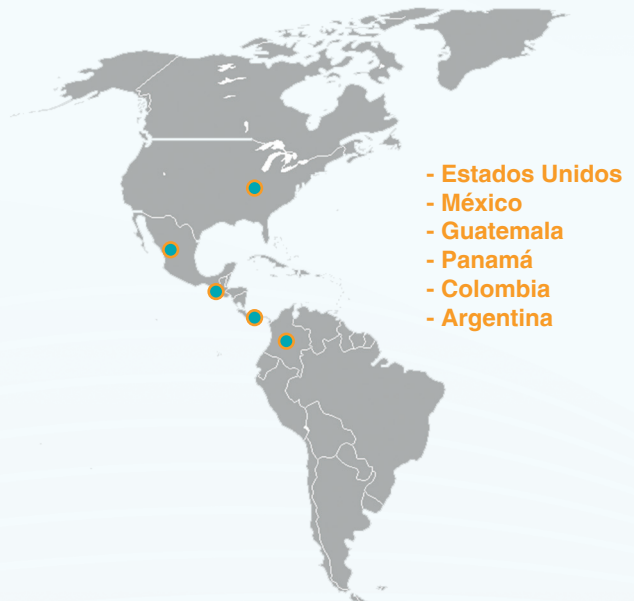 - Estados Unidos
- México
- Guatemala
- Panamá
- Colombia
- Argentina